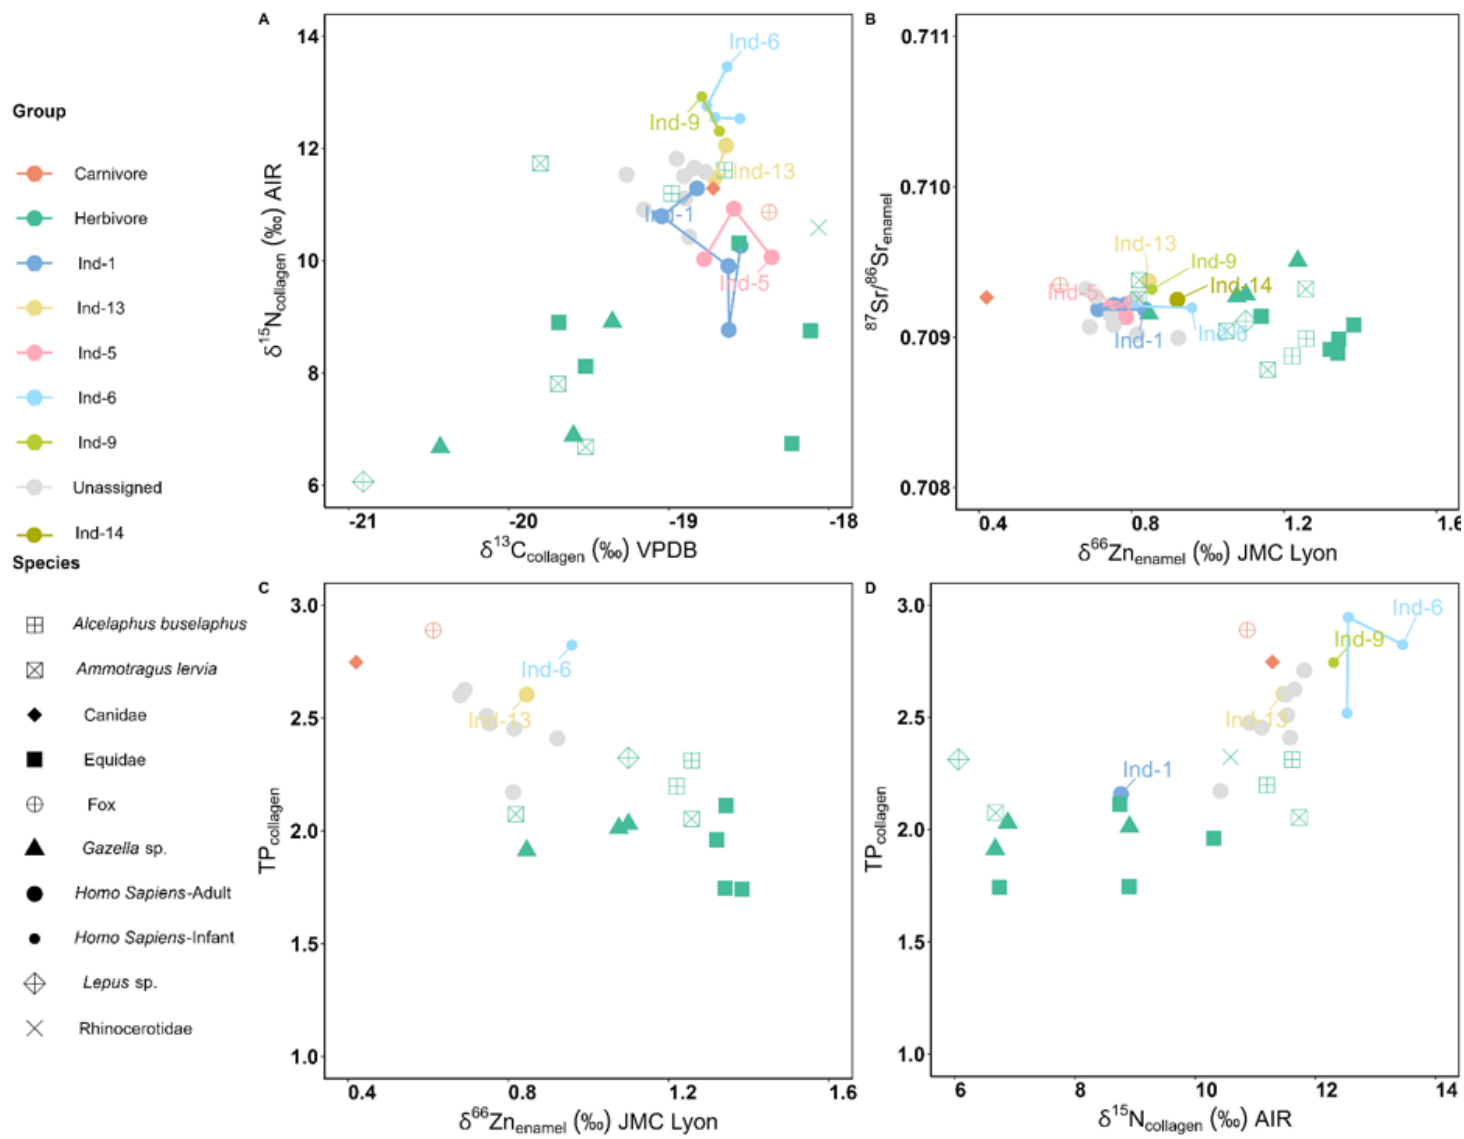 Group
Carnivore
Herbivore
Ind-1
Ind-13
Ind-5
Ind-6
Ind-9
Unassigned
Ind-14
Species
Alcelaphus buselaphus
Ammotragus lervia
Canidae
Equidae
Fox
Gazella sp.
Homo Sapiens-Adult
Homo Sapiens-Infant
Lepus sp.
Rhinocerotidae
A
14
12
10
8
6
δ15Ncollagen (‰) AIR
Ind-6
Ind-9
Ind-13
Ind-1
Ind-5
-21
-20
-19
-18
δ13Ccollagen (‰) VPDB
B
0.711
0.710
0.709
0.708
87Sr/86Srenamel
Ind-13
Ind-9
Ind-14
Ind-5
Ind-6
Ind-1
0.4
0.8
1.2
1.6
δ66Znenamel (‰) JMC Lyon
C
3.0
2.5
2.0
1.5
1.0
TPcollagen
Ind-6
Ind-13
0.4
0.8
1.2
1.6
δ66Znenamel (‰) JMC Lyon
D
3.0
2.5
2.0
1.5
1.0
TPcollagen
Ind-6
Ind-9
Ind-13
Ind-1
6
8
10
12
14
δ15Ncollagen (‰) AIR